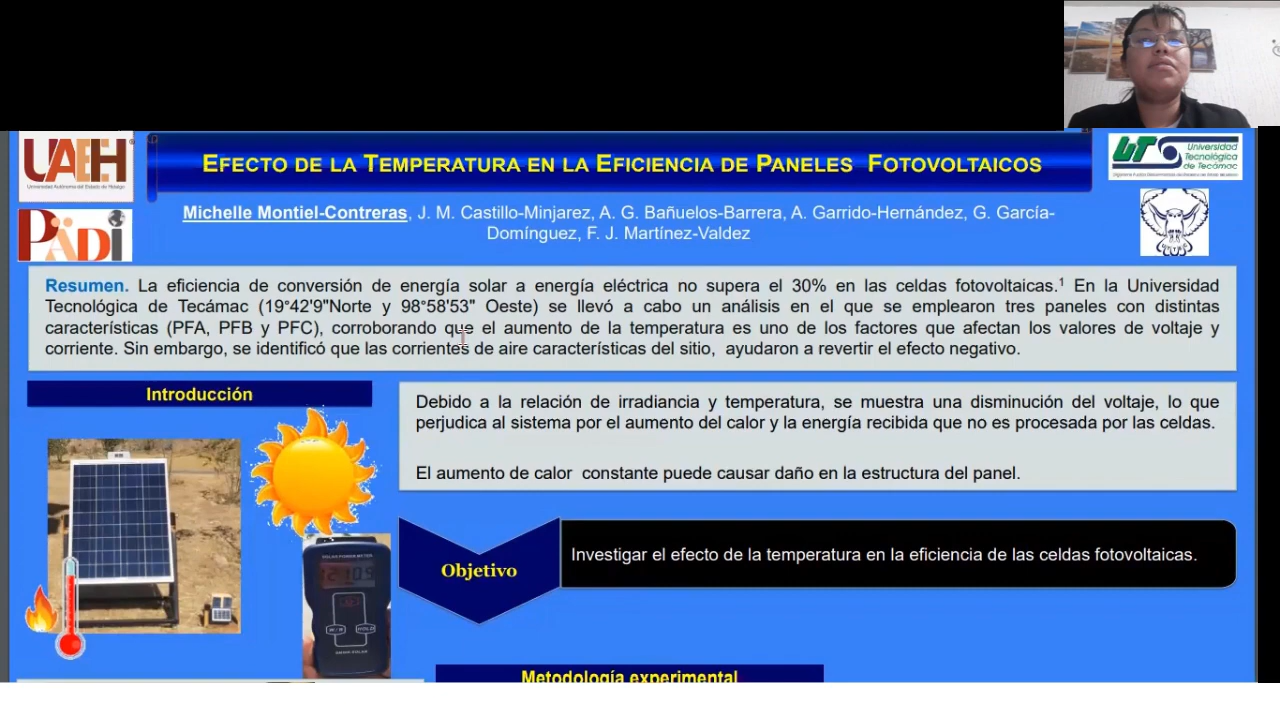 UAEH
Universidad Autónoma del Estado de Hidalgo
PADi
EFECTO DE LA TEMPERATURA EN LA EFICIENCIA DE PANELES FOTOVOLTAICOS
UT Universidad
Tecnológica
de Tecámac
Michelle Montiel-Contreras, J. M. Castillo-Minjarez, A. G. Bañuelos-Barrera, A. Garrido-Hernández, G. García-
Domínguez, F. J. Martínez-Valdez
Resumen. La eficiencia de conversión de energía solar a energía eléctrica no supera el 30% en las celdas fotovoltaicas.¹ En la Universidad
Tecnológica de Tecámac (19°42'9"Norte y 98°58'53" Oeste) se llevó a cabo un análisis en el que se emplearon tres paneles con distintas
características (PFA, PFB y PFC), corroborando que el aumento de la temperatura es uno de los factores que afectan los valores de voltaje y
corriente. Sin embargo, se identificó que las corrientes de aire características del sitio, ayudaron a revertir el efecto negativo.
Introducción
Debido a la relación de irradiancia y temperatura, se muestra una disminución del voltaje, lo que
perjudica al sistema por el aumento del calor y la energía recibida que no es procesada por las celdas.
El aumento de calor constante puede causar daño en la estructura del panel.
SOLAR POWER METER
Objetivo
Investigar el efecto de la temperatura en la eficiencia de las celdas fotovoltaicas.
Metodología experimental